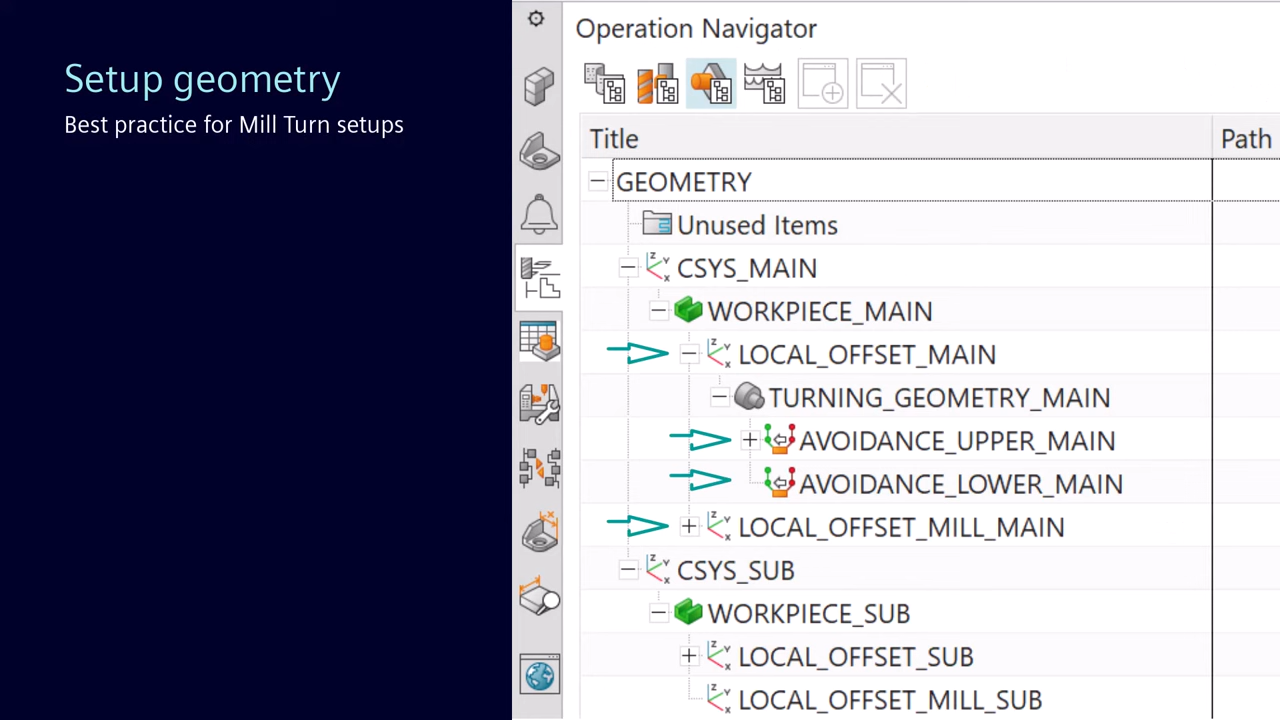 Setup geometry
Best practice for Mill Turn setups
Operation Navigator
Title Path
GEOMETRY
Unused Items
CSYS_MAIN
WORKPIECE_MAIN
LOCAL_OFFSET_MAIN
TURNING_GEOMETRY_MAIN
AVOIDANCE_UPPER_MAIN
AVOIDANCE_LOWER_MAIN
LOCAL_OFFSET_MILL_MAIN
CSYS_SUB
WORKPIECE_SUB
LOCAL_OFFSET_SUB
LOCAL_OFFSET_MILL_SUB